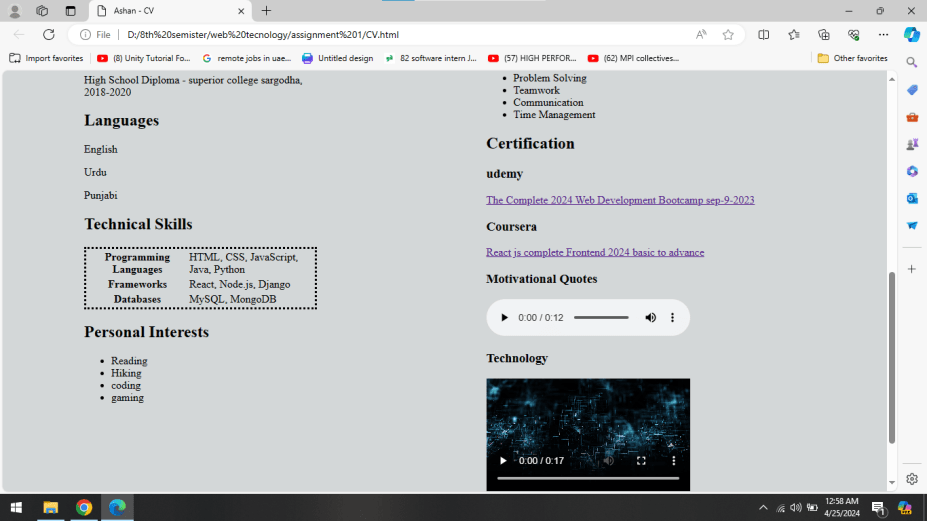 Ashan - CV
File
D:/8th%20semister/web%20tecnology/assignment%201/CV.html
Import favorites
(8) Unity Tutorial Fo...
remote jobs in uae...
Untitled design
82 software intern J...
(57) HIGH PERFOR...
(62) MPI collectives...
Other favorites
High School Diploma - superior college sargodha,
2018-2020
Languages
English
Urdu
Punjabi
Technical Skills
Programming Languages HTML, CSS, JavaScript, Java, Python
Frameworks React, Node.js, Django
Databases MySQL, MongoDB
Personal Interests
Reading
Hiking
coding
gaming
Problem Solving
Teamwork
Communication
Time Management
Certification
udemy
The Complete 2024 Web Development Bootcamp sep-9-2023
Coursera
React js complete Frontend 2024 basic to advance
Motivational Quotes
0:00 / 0:12
Technology
0:00 / 0:17
12:58 AM
4/25/2024
1